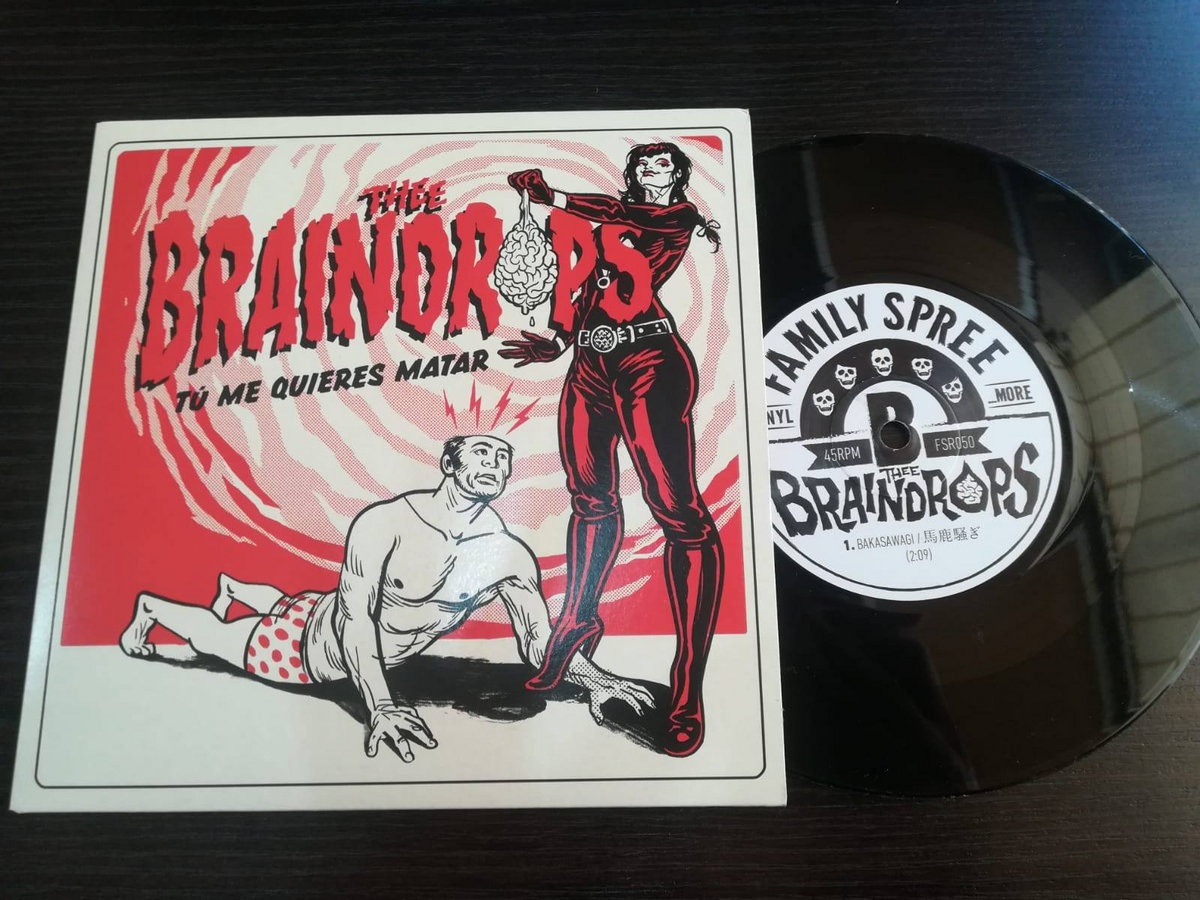 THEE
BRAINDROPS
TÚ ME QUIERES MATAR
FAMILY SPREE
MORE
B
45RPM
FSR050
THEE
BRAINDROPS
1. BAKASAWAGI / 馬鹿騒ぎ
(2:09)